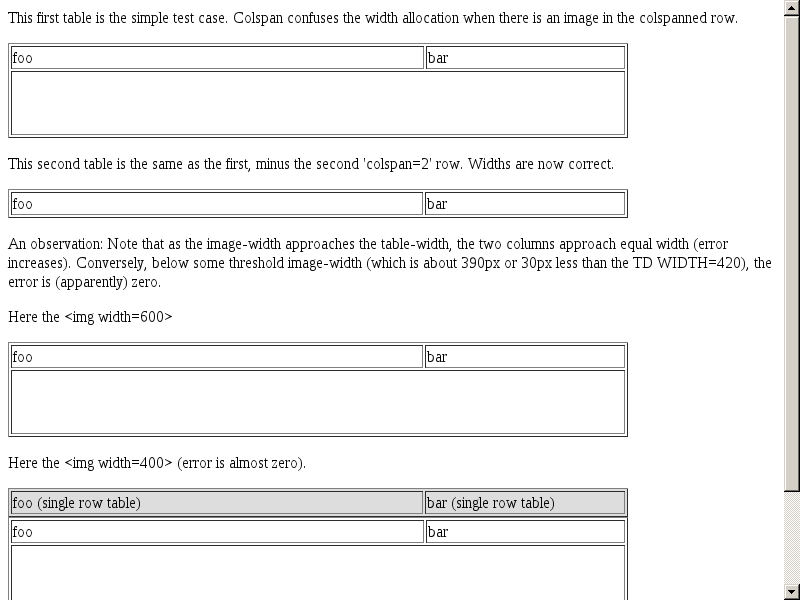 This first table is the simple test case. Colspan confuses the width allocation when there is an image in the colspanned row.
foo bar
This second table is the same as the first, minus the second 'colspan=2' row. Widths are now correct.
foo bar
An observation: Note that as the image-width approaches the table-width, the two columns approach equal width (error
increases). Conversely, below some threshold image-width (which is about 390px or 30px less than the TD WIDTH=420), the
error is (apparently) zero.
Here the <img width=600>
foo bar
Here the <img width=400> (error is almost zero).
foo (single row table) bar (single row table)
foo bar